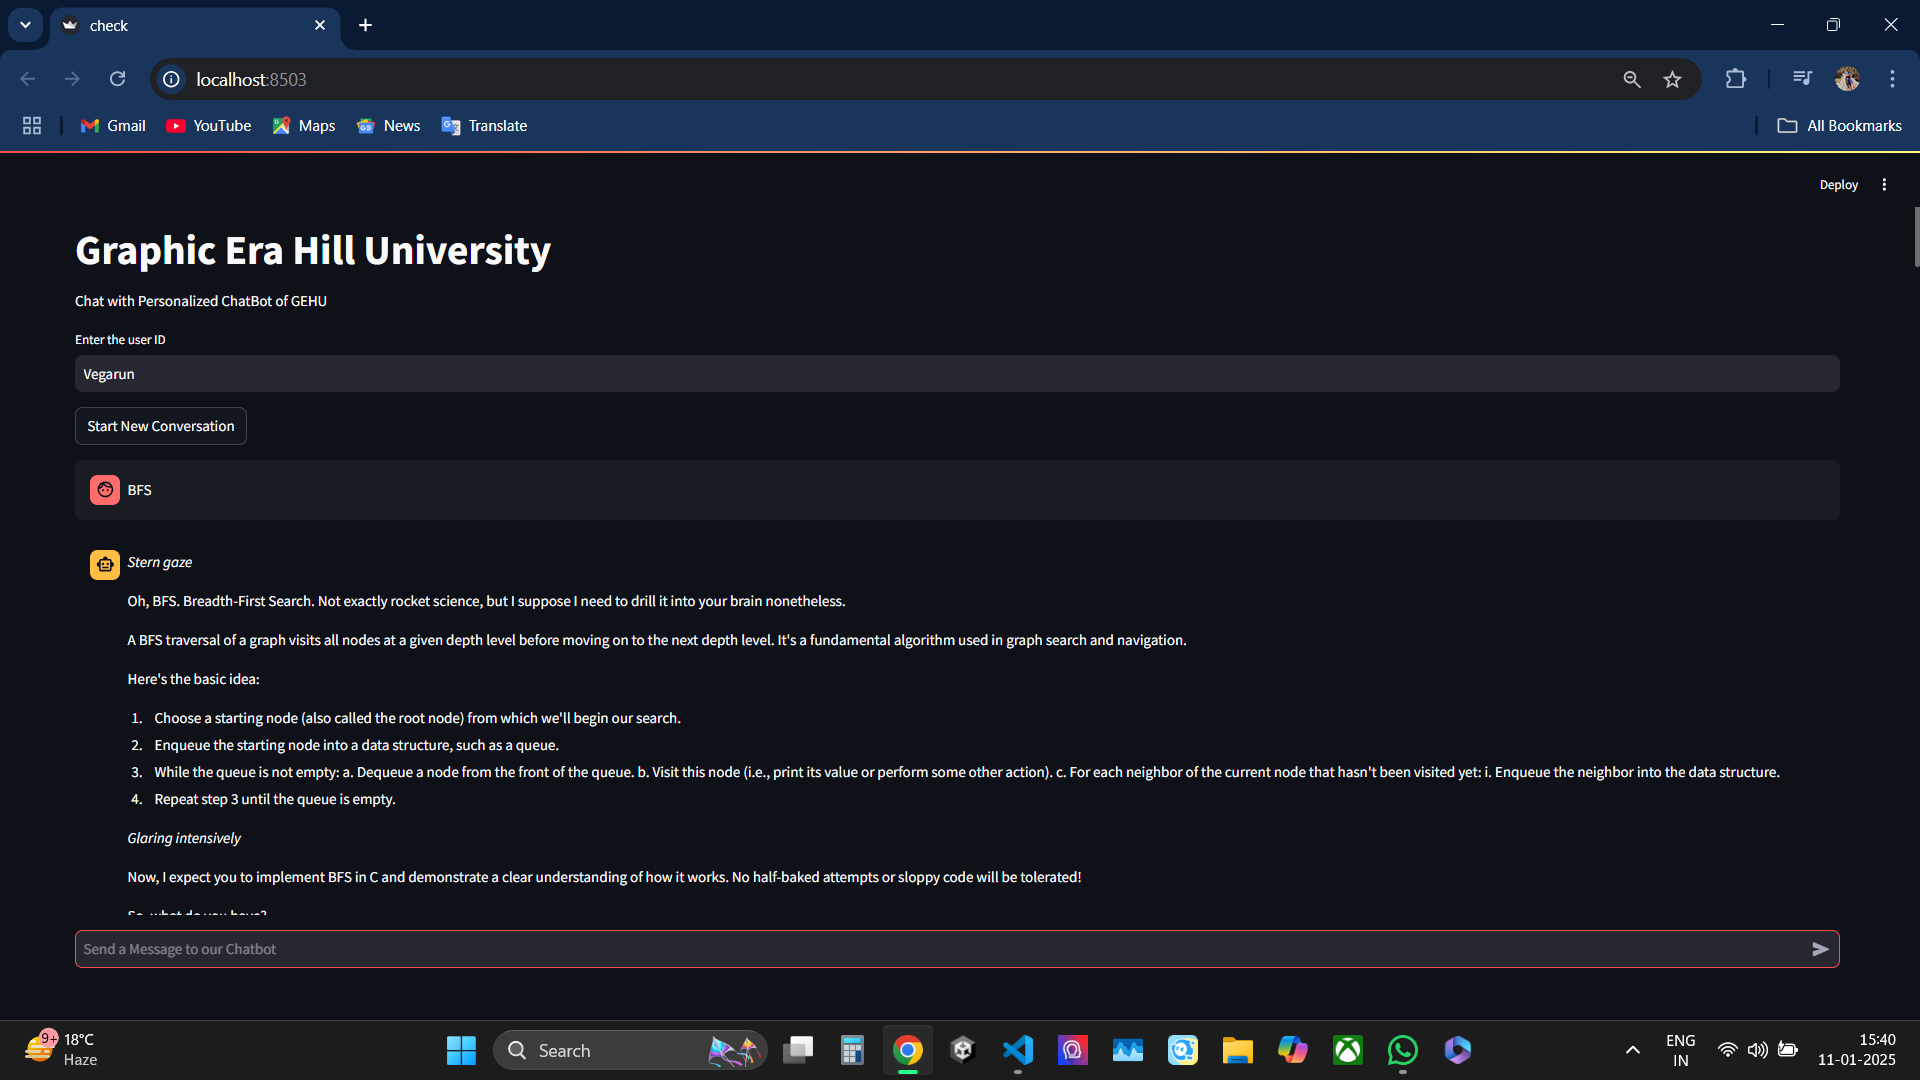 check
localhost:8503
Gmail YouTube Maps News Translate All Bookmarks
Deploy
Graphic Era Hill University
Chat with Personalized ChatBot of GEHU
Enter the user ID
Vegarun
Start New Conversation
BFS
Stern gaze
Oh, BFS. Breadth-First Search. Not exactly rocket science, but I suppose I need to drill it into your brain nonetheless.
A BFS traversal of a graph visits all nodes at a given depth level before moving on to the next depth level. It's a fundamental algorithm used in graph search and navigation.
Here's the basic idea:
1. Choose a starting node (also called the root node) from which we'll begin our search.
2. Enqueue the starting node into a data structure, such as a queue.
3. While the queue is not empty: a. Dequeue a node from the front of the queue. b. Visit this node (i.e., print its value or perform some other action). c. For each neighbor of the current node that hasn't been visited yet: i. Enqueue the neighbor into the data structure.
4. Repeat step 3 until the queue is empty.
Glaring intensively
Now, I expect you to implement BFS in C and demonstrate a clear understanding of how it works. No half-baked attempts or sloppy code will be tolerated!
So, what do you have?
Send a Message to our Chatbot
9+ 18°C
Haze
Search
ENG
IN
15:40
11-01-2025